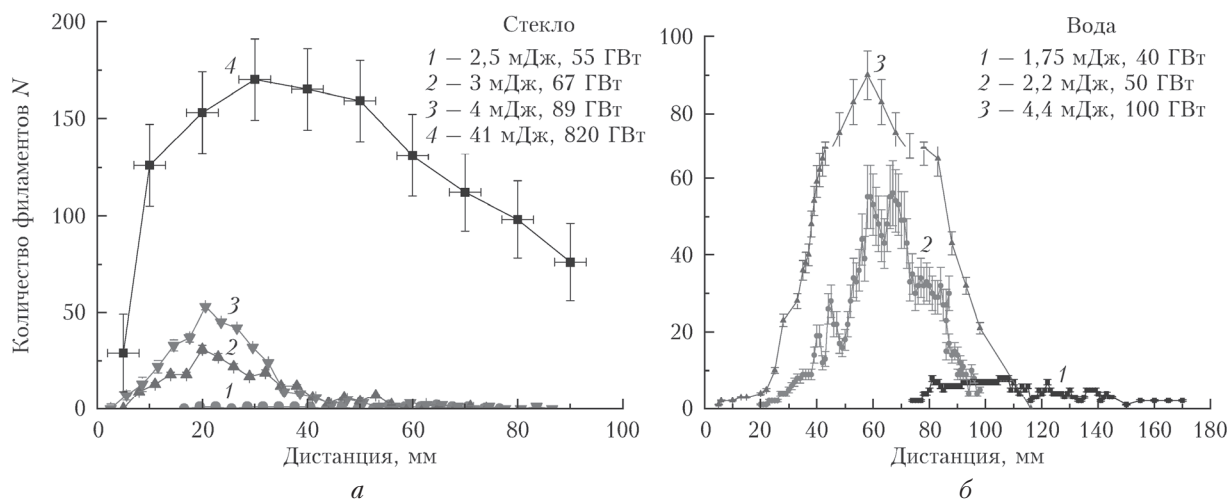 Количество филаментов N
200
150
100
50
0
0 20 40 60 80 100
Дистанция, мм
а
Стекло
1 – 2,5 мДж, 55 ГВт
2 – 3 мДж, 67 ГВт
3 – 4 мДж, 89 ГВт
4 – 41 мДж, 820 ГВт
4
3
2
1
100
80
60
40
20
0
0 20 40 60 80 100 120 140 160 180
Дистанция, мм
б
Вода
1 – 1,75 мДж, 40 ГВт
2 – 2,2 мДж, 50 ГВт
3 – 4,4 мДж, 100 ГВт
3
2
1